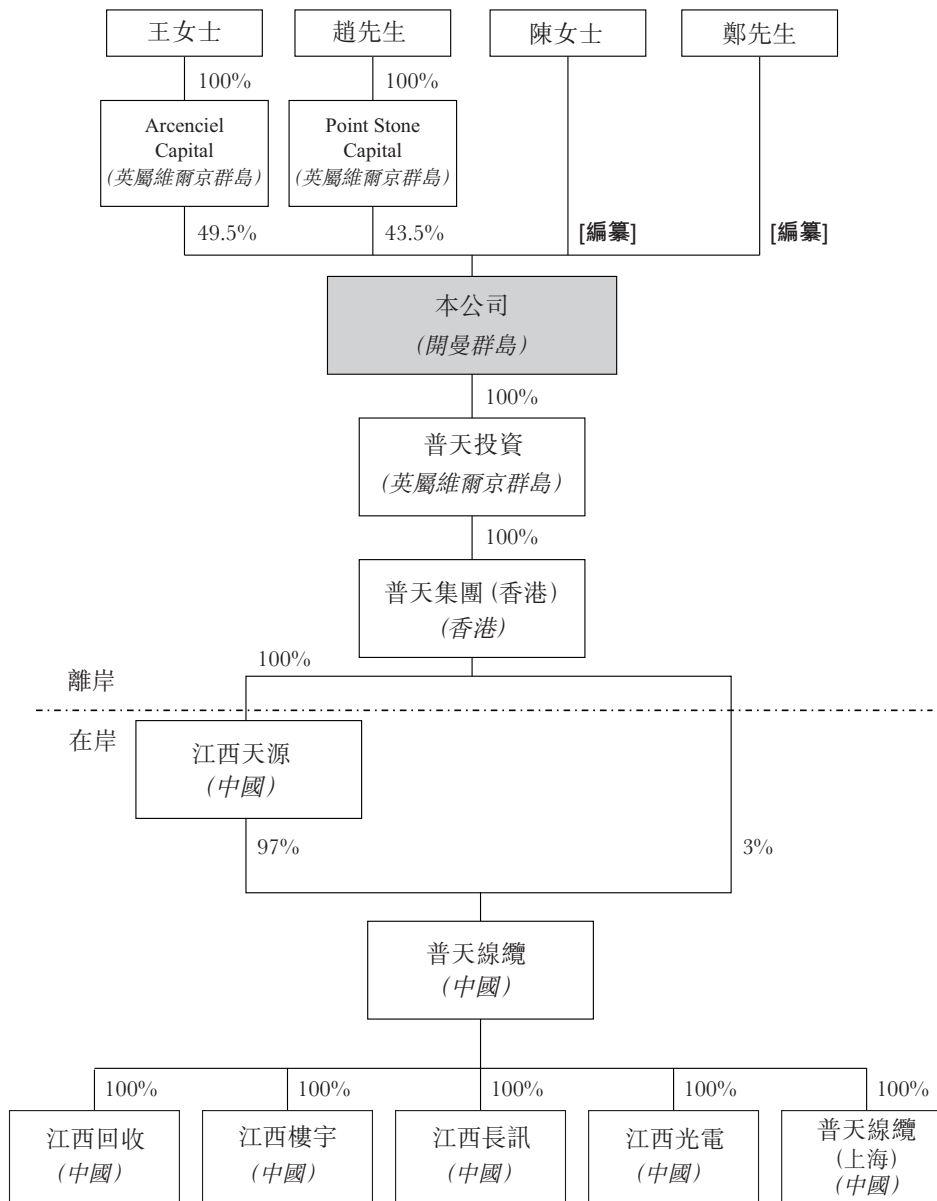 王女士
趙先生
陳女士
鄭先生
100%
100%
Arcenciel
Capital
(英屬維爾京群島)
Point Stone
Capital
(英屬維爾京群島)
49.5%
43.5%
[編纂]
[編纂]
本公司
(開曼群島)
100%
普天投資
(英屬維爾京群島)
100%
普天集團(香港)
(香港)
100%
離岸
在岸
江西天源
(中國)
97%
3%
普天線纜
(中國)
100%
100%
100%
100%
100%
江西回收
(中國)
江西樓宇
(中國)
江西長訊
(中國)
江西光電
(中國)
普天線纜
(上海)
(中國)